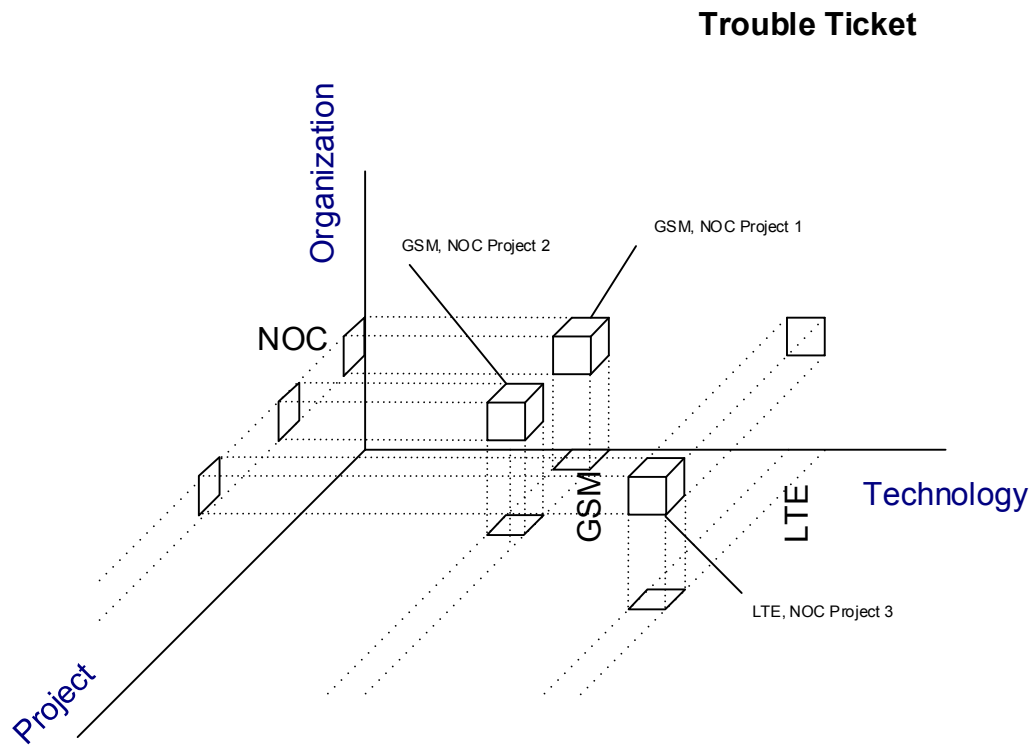 Trouble Ticket
Organization
GSM, NOC Project 1
GSM, NOC Project 2
NOC
GSM
LTE
Technology
LTE, NOC Project 3
Project